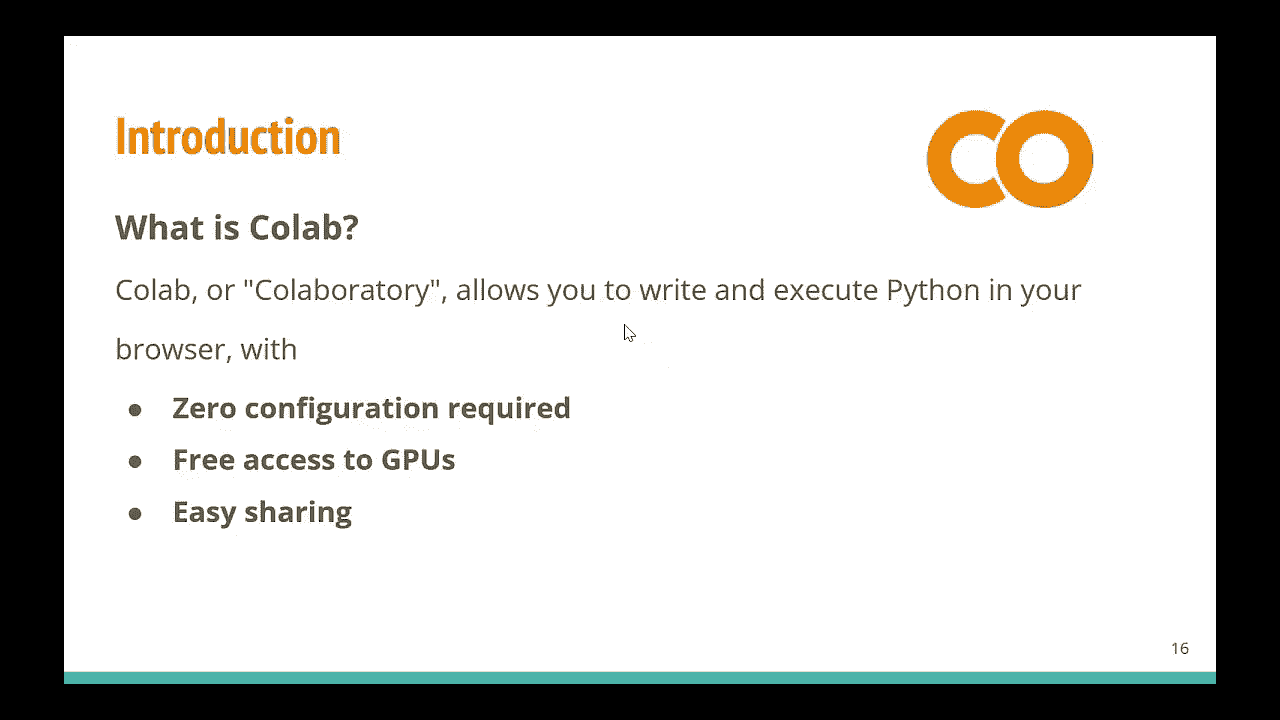 Introduction
CO
What is Colab?
Colab, or "Colaboratory", allows you to write and execute Python in your
browser, with
● Zero configuration required
● Free access to GPUs
● Easy sharing
16